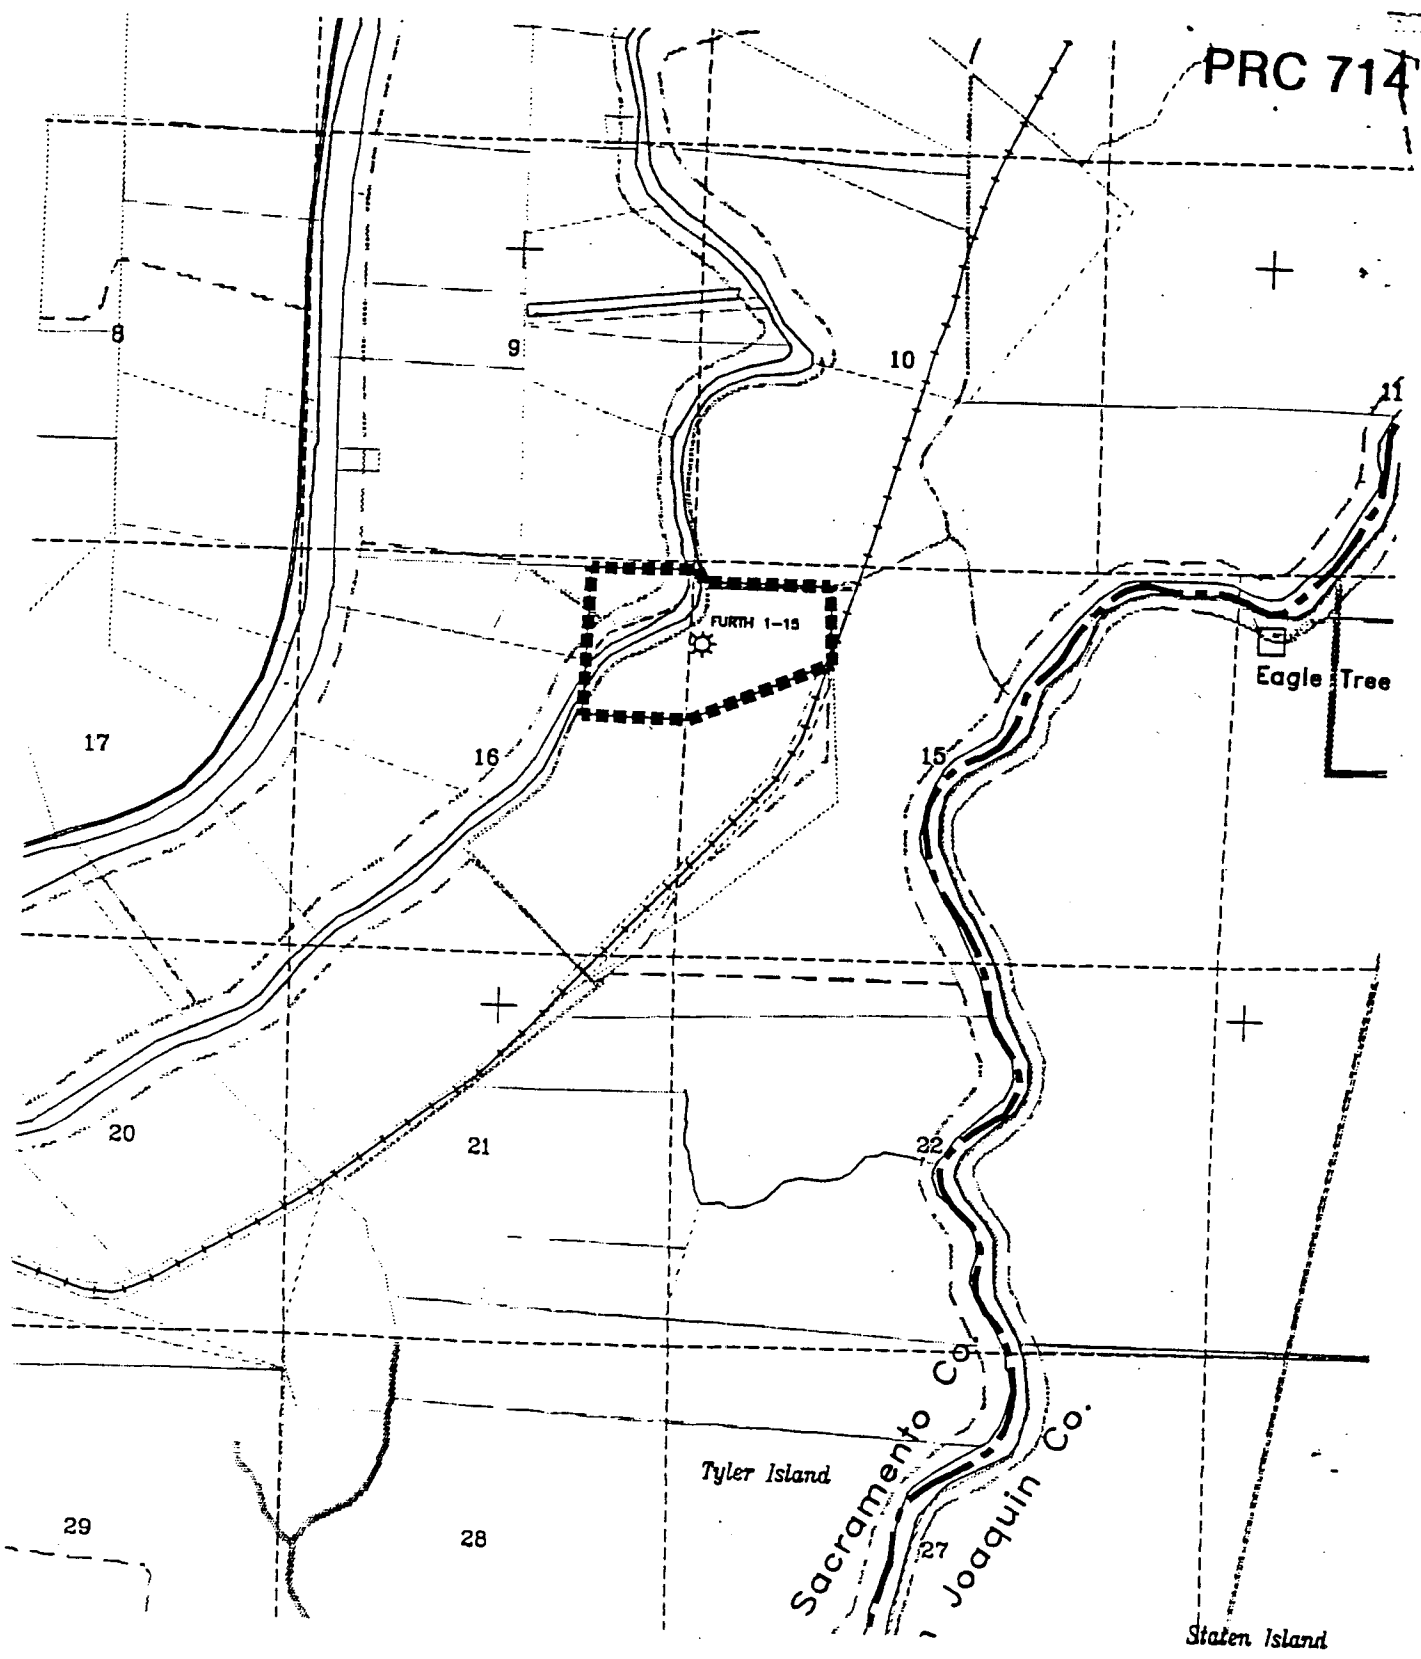 PRC 714
8
9
10
11
FURTH 1-15
Eagle Tree
17
16
15
20
21
22
Sacramento Co
Joaquin Co.
Tyler Island
29
28
27
Staten Island